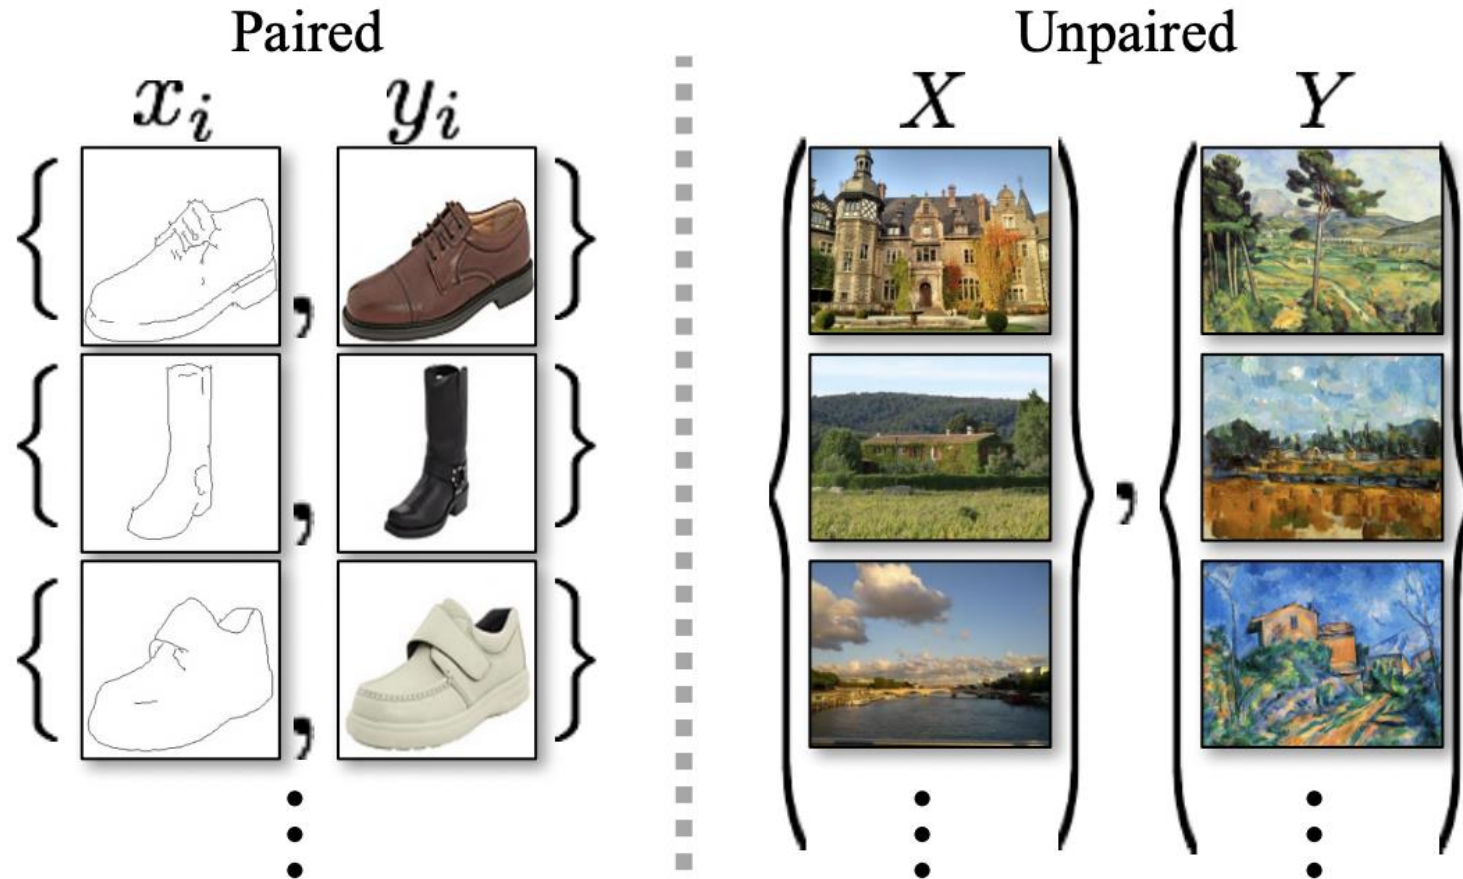 Paired
Unpaired
x_i
y_i
X
Y
{ , }
{ , }
{ , }
{ } , { }
⋮
⋮
⋮